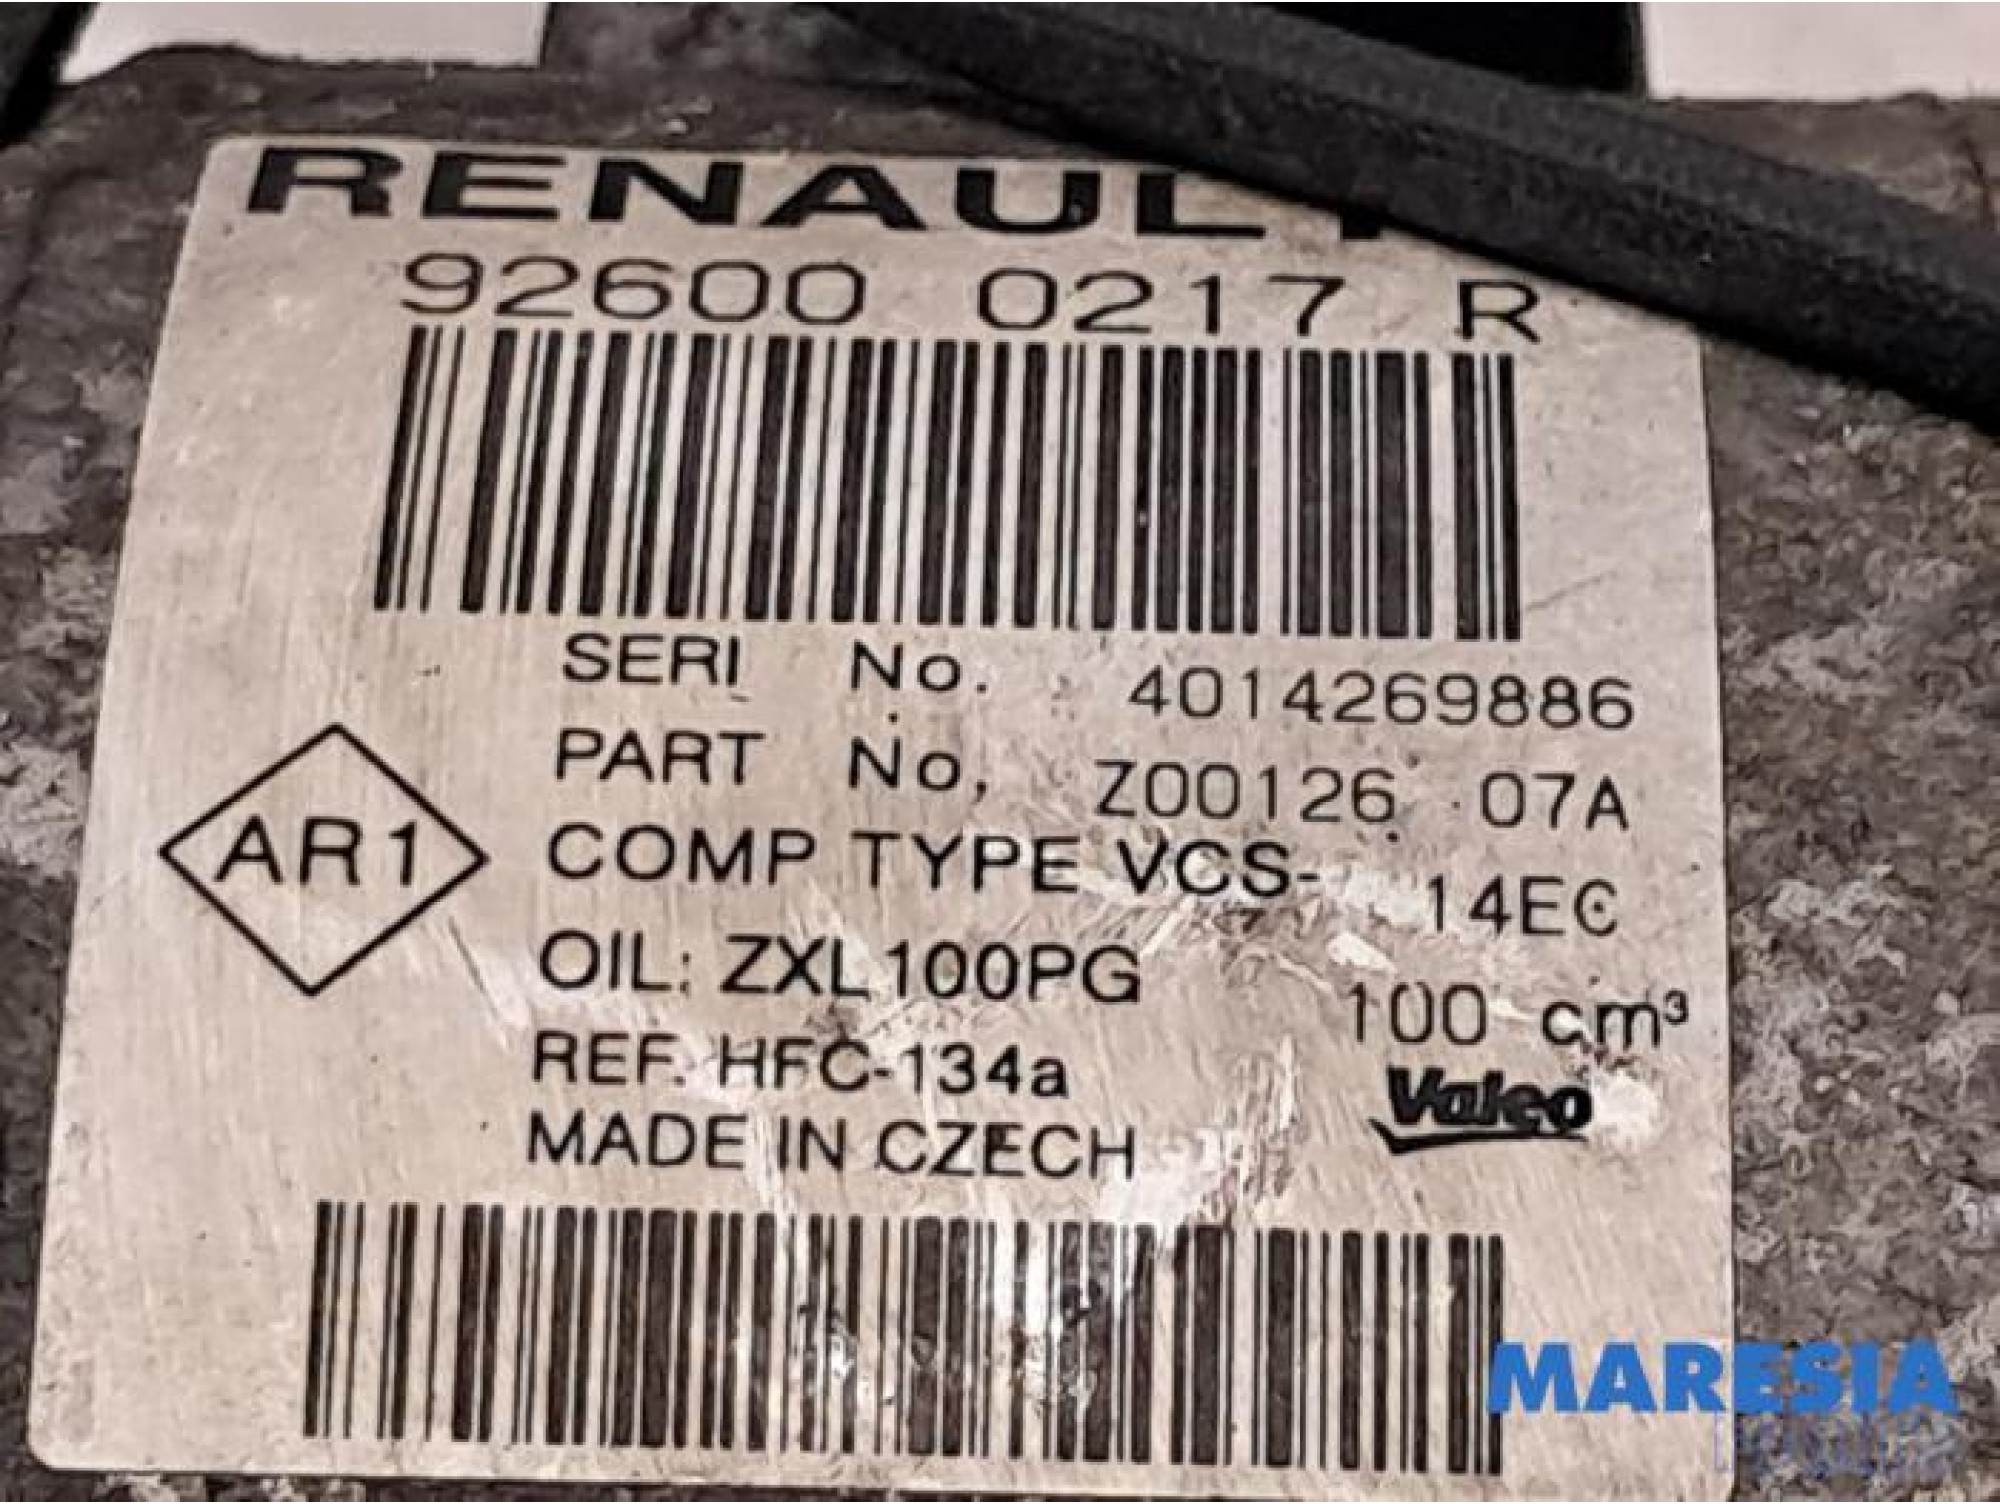 RENAULT
92600 0217 R
SERI No. 4014269886
PART No. Z00126 07A
AR1
COMP TYPE VCS-14EC
OIL: ZXL100PG 100 cm³
REF. HFC-134a
Valeo
MADE IN CZECH
MARESIA